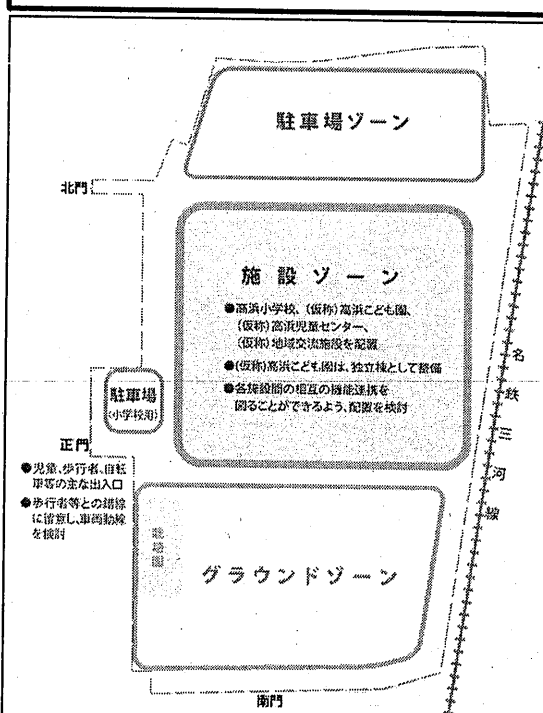 駐車場ゾーン
北門
施設ゾーン
●高浜小学校、(仮称)高浜こども園、
(仮称)高浜児童センター、
(仮称)地域交流施設を配置
●(仮称)高浜こども園は、独立棟として整備
●各施設間の相互の機能連携を
図ることができるよう、配置を検討
名鉄三河線
駐車場
(小学校用)
正門
●児童、歩行者、自転
車等の主な出入口
●歩行者等との錯綜
に留意し、車両動線
を検討
栽培園
グラウンドゾーン
南門